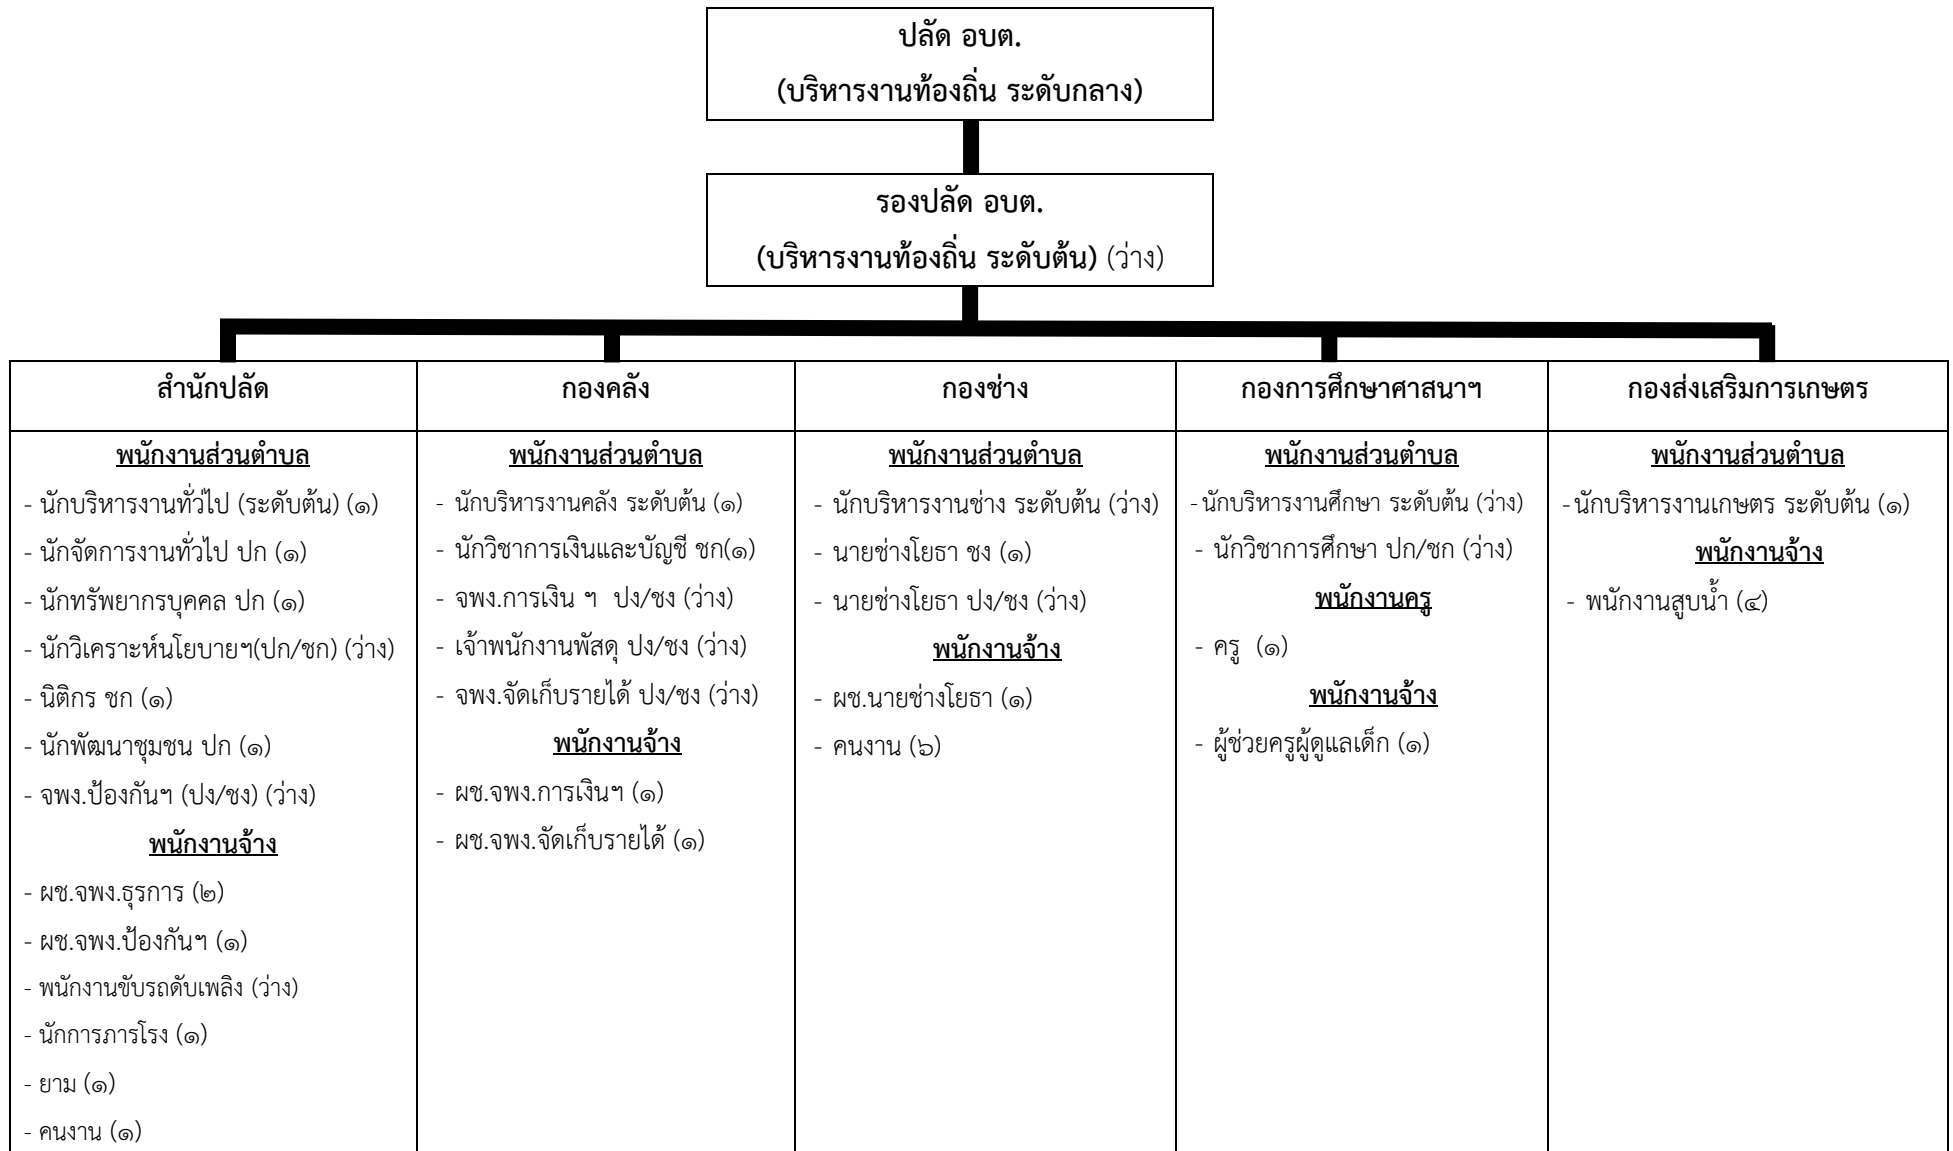 ปลัด อบต.
(บริหารงานท้องถิ่น ระดับกลาง)
รองปลัด อบต.
(บริหารงานท้องถิ่น ระดับต้น) (ว่าง)
สำนักปลัด
พนักงานส่วนตำบล
- นักบริหารงานทั่วไป (ระดับต้น) (๑)
- นักจัดการงานทั่วไป ปก (๑)
- นักทรัพยากรบุคคล ปก (๑)
- นักวิเคราะห์นโยบายฯ(ปก/ชก) (ว่าง)
- นิติกร ชก (๑)
- นักพัฒนาชุมชน ปก (๑)
- จพง.ป้องกันฯ (ปง/ชง) (ว่าง)
พนักงานจ้าง
- ผช.จพง.ธุรการ (๒)
- ผช.จพง.ป้องกันฯ (๑)
- พนักงานขับรถดับเพลิง (ว่าง)
- นักการภารโรง (๑)
- ยาม (๑)
- คนงาน (๑)
กองคลัง
พนักงานส่วนตำบล
- นักบริหารงานคลัง ระดับต้น (๑)
- นักวิชาการเงินและบัญชี ชก(๑)
- จพง.การเงิน ฯ ปง/ชง (ว่าง)
- เจ้าพนักงานพัสดุ ปง/ชง (ว่าง)
- จพง.จัดเก็บรายได้ ปง/ชง (ว่าง)
พนักงานจ้าง
- ผช.จพง.การเงินฯ (๑)
- ผช.จพง.จัดเก็บรายได้ (๑)
กองช่าง
พนักงานส่วนตำบล
- นักบริหารงานช่าง ระดับต้น (ว่าง)
- นายช่างโยธา ชง (๑)
- นายช่างโยธา ปง/ชง (ว่าง)
พนักงานจ้าง
- ผช.นายช่างโยธา (๑)
- คนงาน (๖)
กองการศึกษาศาสนาฯ
พนักงานส่วนตำบล
-นักบริหารงานศึกษา ระดับต้น (ว่าง)
- นักวิชาการศึกษา ปก/ชก (ว่าง)
พนักงานครู
- ครู (๑)
พนักงานจ้าง
- ผู้ช่วยครูผู้ดูแลเด็ก (๑)
กองส่งเสริมการเกษตร
พนักงานส่วนตำบล
-นักบริหารงานเกษตร ระดับต้น (๑)
พนักงานจ้าง
- พนักงานสูบน้ำ (๔)